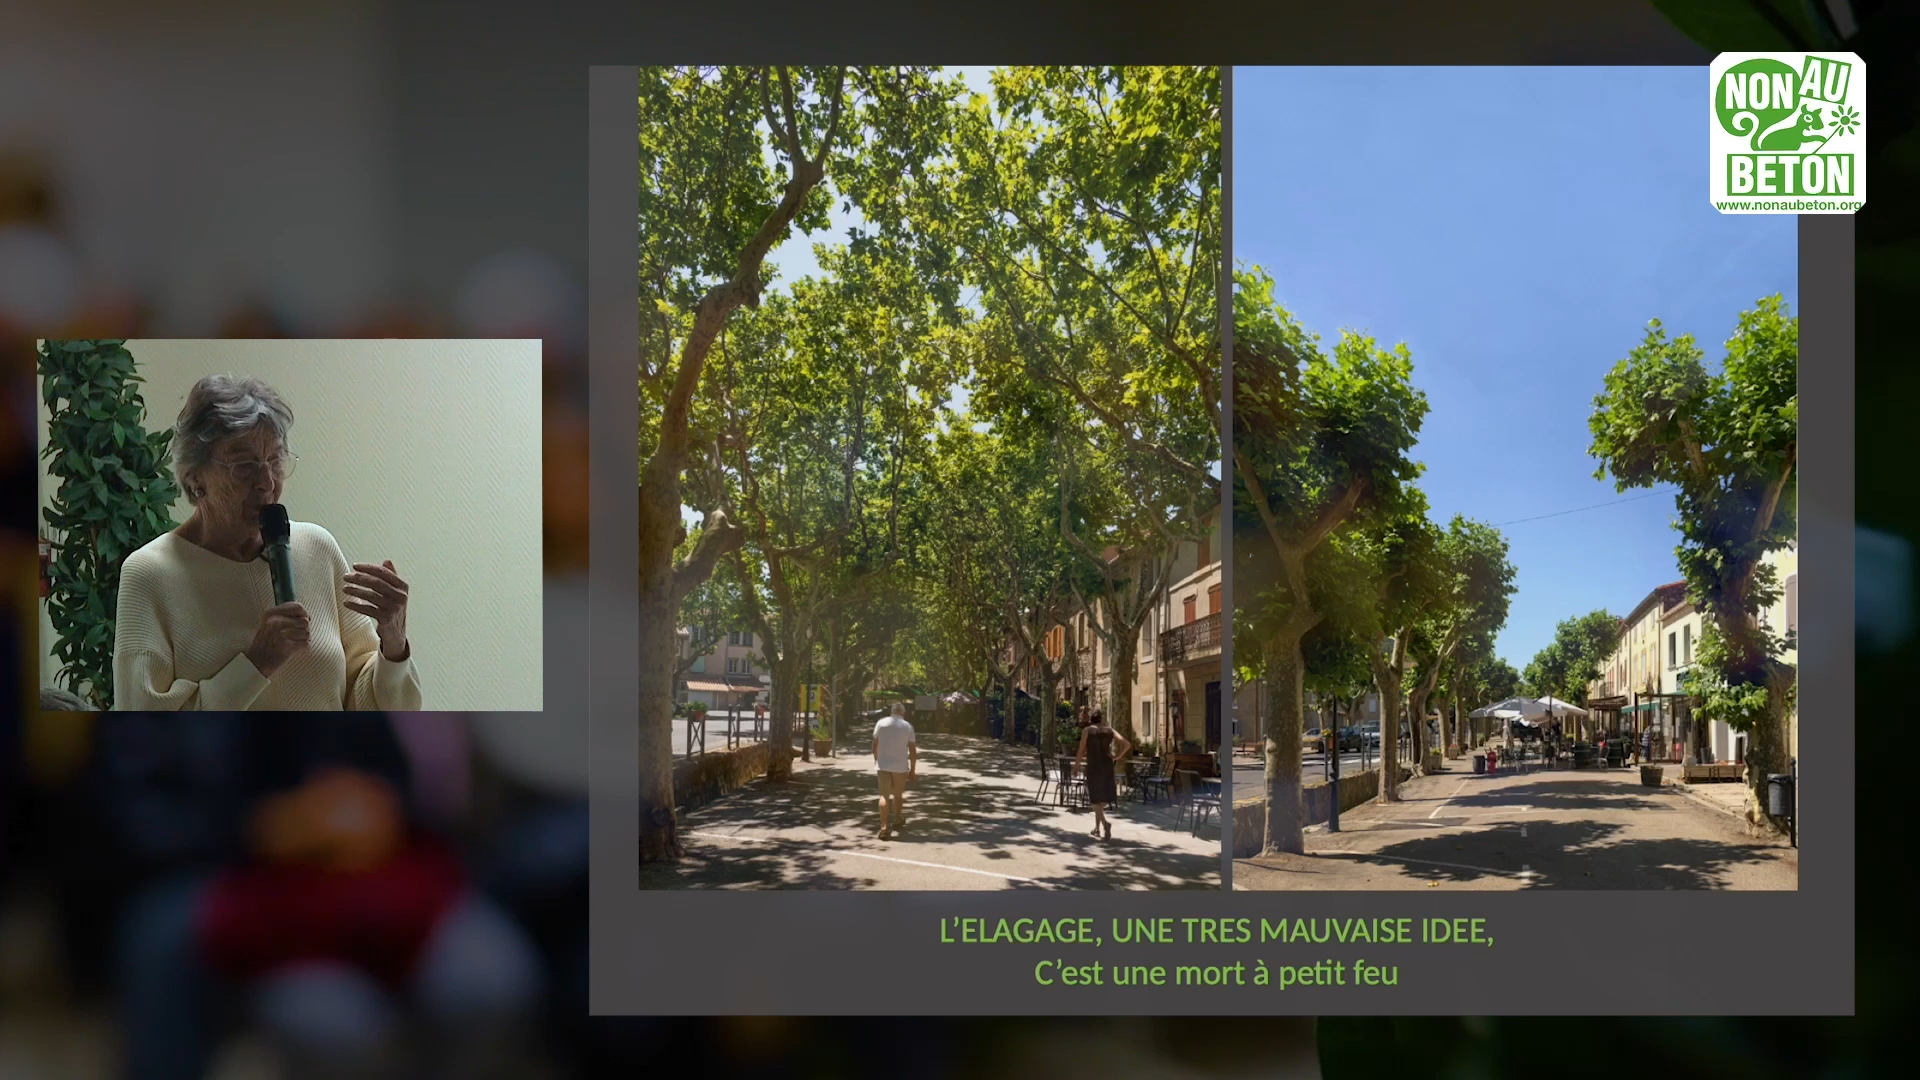 NON AU
BETON
www.nonaubeton.org
L'ELAGAGE, UNE TRES MAUVAISE IDEE,
C'est une mort à petit feu